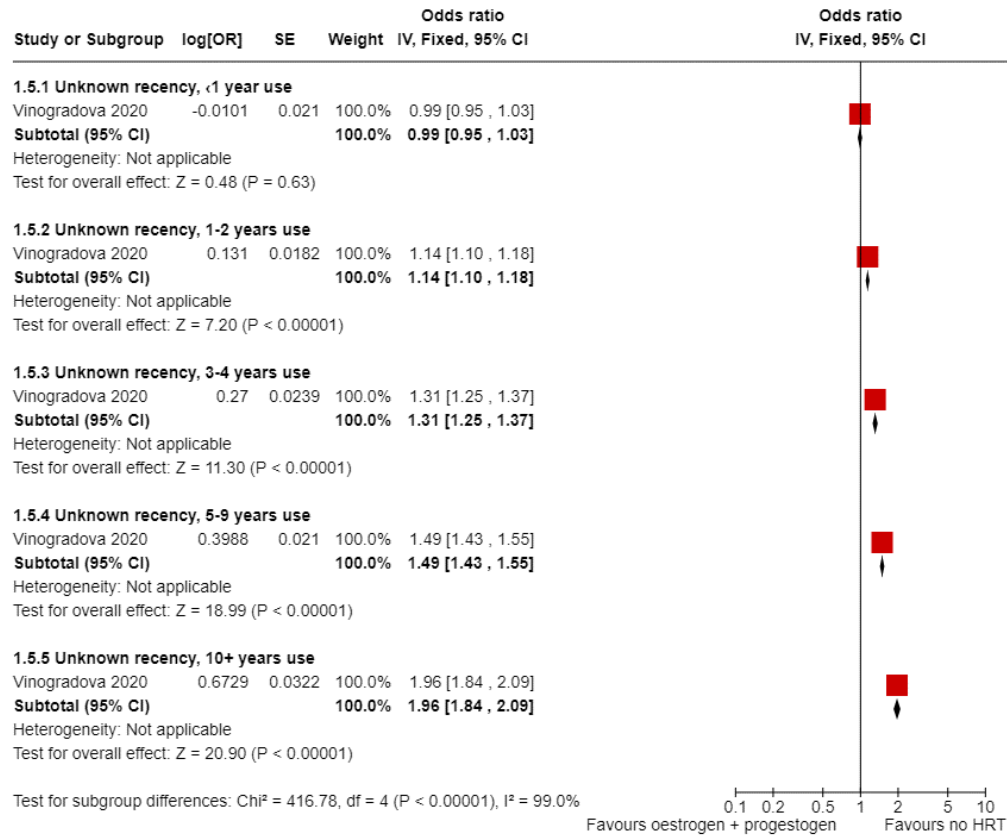 Odds ratio Odds ratio
Study or Subgroup log[OR] SE Weight IV, Fixed, 95% CI IV, Fixed, 95% CI
1.5.1 Unknown recency, <1 year use
Vinogradova 2020 -0.0101 0.021 100.0% 0.99 [0.95 , 1.03]
Subtotal (95% CI) 100.0% 0.99 [0.95 , 1.03]
Heterogeneity: Not applicable
Test for overall effect: Z = 0.48 (P = 0.63)
1.5.2 Unknown recency, 1-2 years use
Vinogradova 2020 0.131 0.0182 100.0% 1.14 [1.10 , 1.18]
Subtotal (95% CI) 100.0% 1.14 [1.10 , 1.18]
Heterogeneity: Not applicable
Test for overall effect: Z = 7.20 (P < 0.00001)
1.5.3 Unknown recency, 3-4 years use
Vinogradova 2020 0.27 0.0239 100.0% 1.31 [1.25 , 1.37]
Subtotal (95% CI) 100.0% 1.31 [1.25 , 1.37]
Heterogeneity: Not applicable
Test for overall effect: Z = 11.30 (P < 0.00001)
1.5.4 Unknown recency, 5-9 years use
Vinogradova 2020 0.3988 0.021 100.0% 1.49 [1.43 , 1.55]
Subtotal (95% CI) 100.0% 1.49 [1.43 , 1.55]
Heterogeneity: Not applicable
Test for overall effect: Z = 18.99 (P < 0.00001)
1.5.5 Unknown recency, 10+ years use
Vinogradova 2020 0.6729 0.0322 100.0% 1.96 [1.84 , 2.09]
Subtotal (95% CI) 100.0% 1.96 [1.84 , 2.09]
Heterogeneity: Not applicable
Test for overall effect: Z = 20.90 (P < 0.00001)
Test for subgroup differences: Chi² = 416.78, df = 4 (P < 0.00001), I² = 99.0%
0.1 0.2 0.5 1 2 5 10
Favours oestrogen + progestogen Favours no HRT